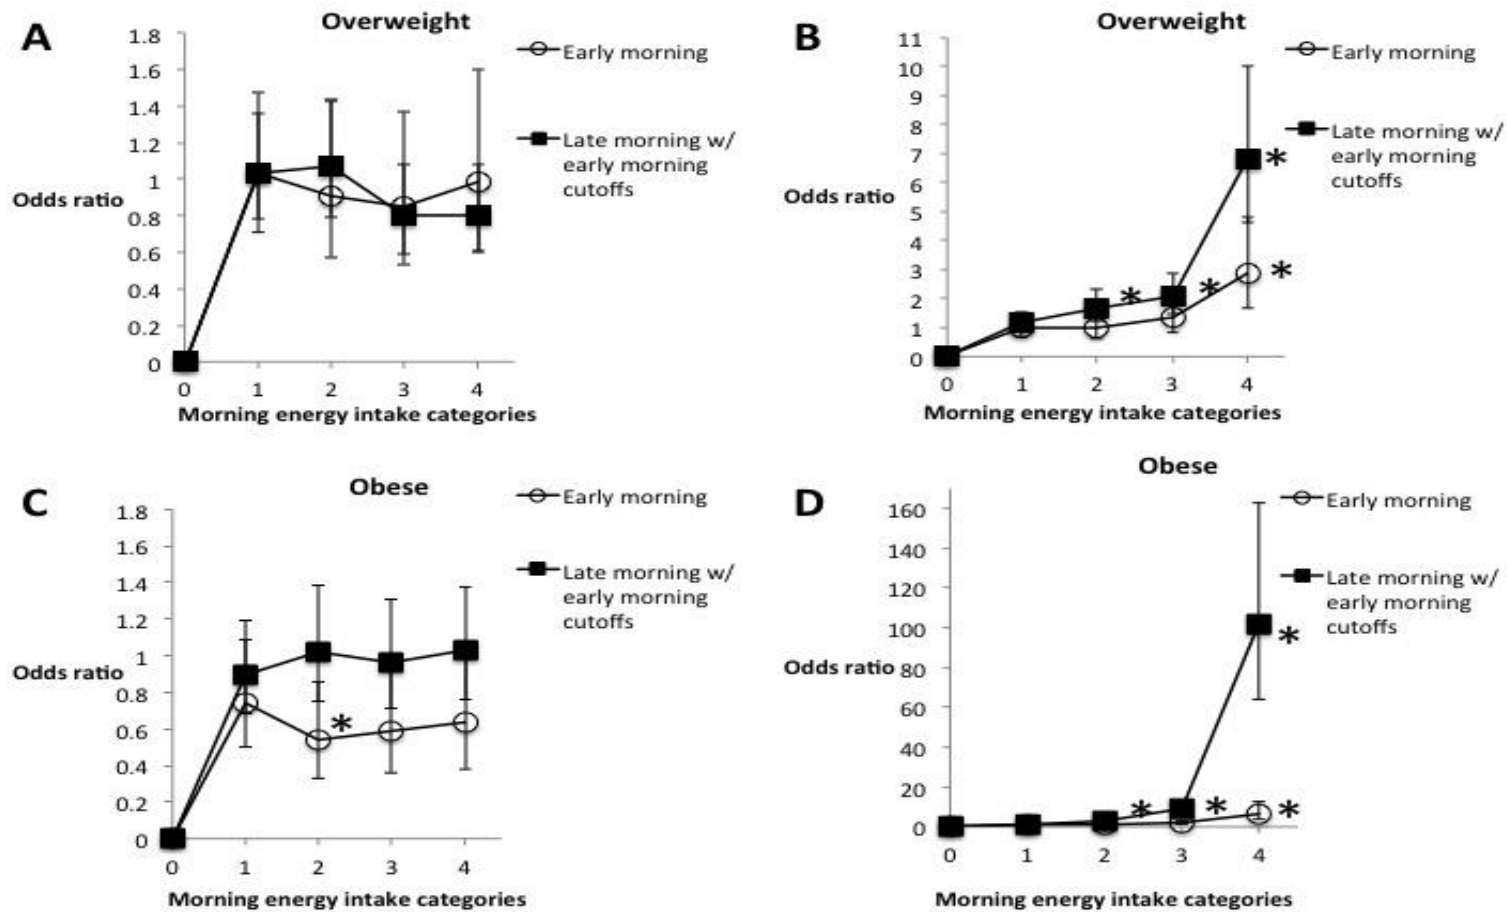 A
Overweight
1.8
1.6
1.4
1.2
1
0.8
0.6
0.4
0.2
0
Odds ratio
0 1 2 3 4
Morning energy intake categories
Early morning
Late morning w/
early morning
cutoffs
B
Overweight
11
10
9
8
7
6
5
4
3
2
1
0
Odds ratio
* * * *
0 1 2 3 4
Morning energy intake categories
Early morning
Late morning w/
early morning
cutoffs
C
Obese
1.8
1.6
1.4
1.2
1
0.8
0.6
0.4
0.2
0
Odds ratio
*
0 1 2 3 4
Morning energy intake categories
Early morning
Late morning w/
early morning
cutoffs
D
Obese
160
140
120
100
80
60
40
20
0
Odds ratio
* * * *
0 1 2 3 4
Morning energy intake categories
Early morning
Late morning w/
early morning
cutoffs